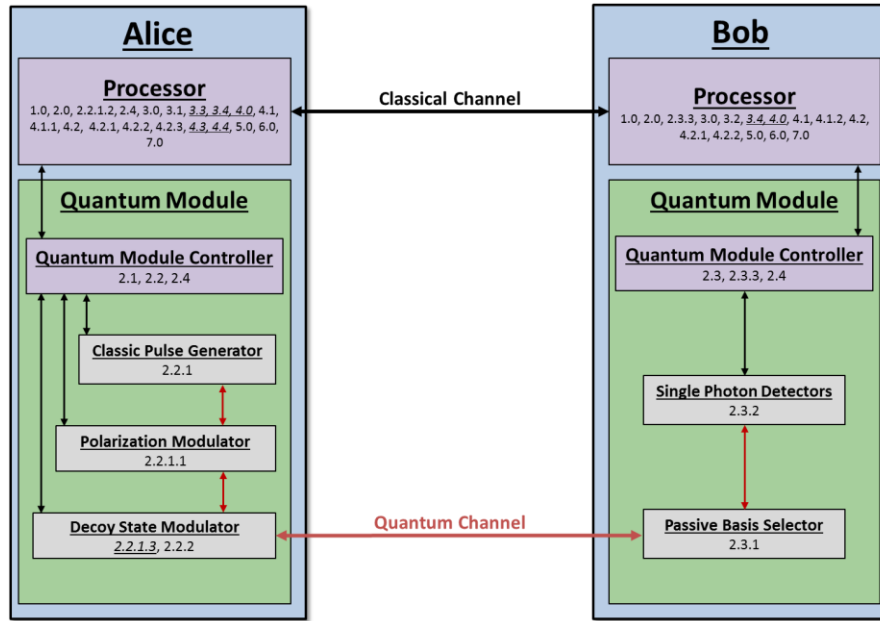 Alice
Processor
1.0, 2.0, 2.2.1.2, 2.4, 3.0, 3.1, 3.3, 3.4, 4.0, 4.1,
4.1.1, 4.2, 4.2.1, 4.2.2, 4.2.3, 4.3, 4.4, 5.0, 6.0,
7.0
Quantum Module
Quantum Module Controller
2.1, 2.2, 2.4
Classic Pulse Generator
2.2.1
Polarization Modulator
2.2.1.1
Decoy State Modulator
2.2.1.3, 2.2.2
Classical Channel
Quantum Channel
Bob
Processor
1.0, 2.0, 2.3.3, 3.0, 3.2, 3.4, 4.0, 4.1, 4.1.2, 4.2,
4.2.1, 4.2.2, 5.0, 6.0, 7.0
Quantum Module
Quantum Module Controller
2.3, 2.3.3, 2.4
Single Photon Detectors
2.3.2
Passive Basis Selector
2.3.1